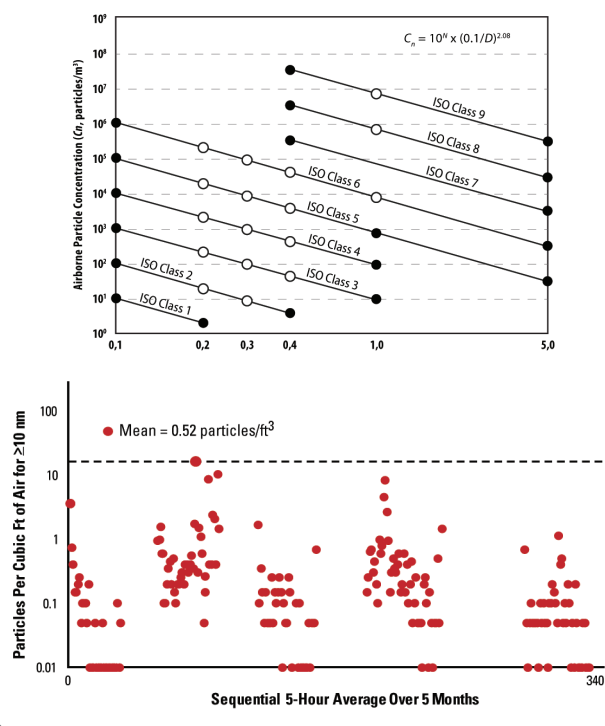 Cₙ = 10ᴺ x (0.1/D)²·⁰⁸
Airborne Particle Concentration (Cn, particles/m³)
10⁹
10⁸
10⁷
10⁶
10⁵
10⁴
10³
10²
10¹
10⁰
ISO Class 9
ISO Class 8
ISO Class 7
ISO Class 6
ISO Class 5
ISO Class 4
ISO Class 3
ISO Class 2
ISO Class 1
0,1 0,2 0,3 0,4 1,0 5,0
Particles Per Cubic Ft of Air for ≥10 nm
100
10
1
0.1
0.01
Mean = 0.52 particles/ft³
0 340
Sequential 5-Hour Average Over 5 Months